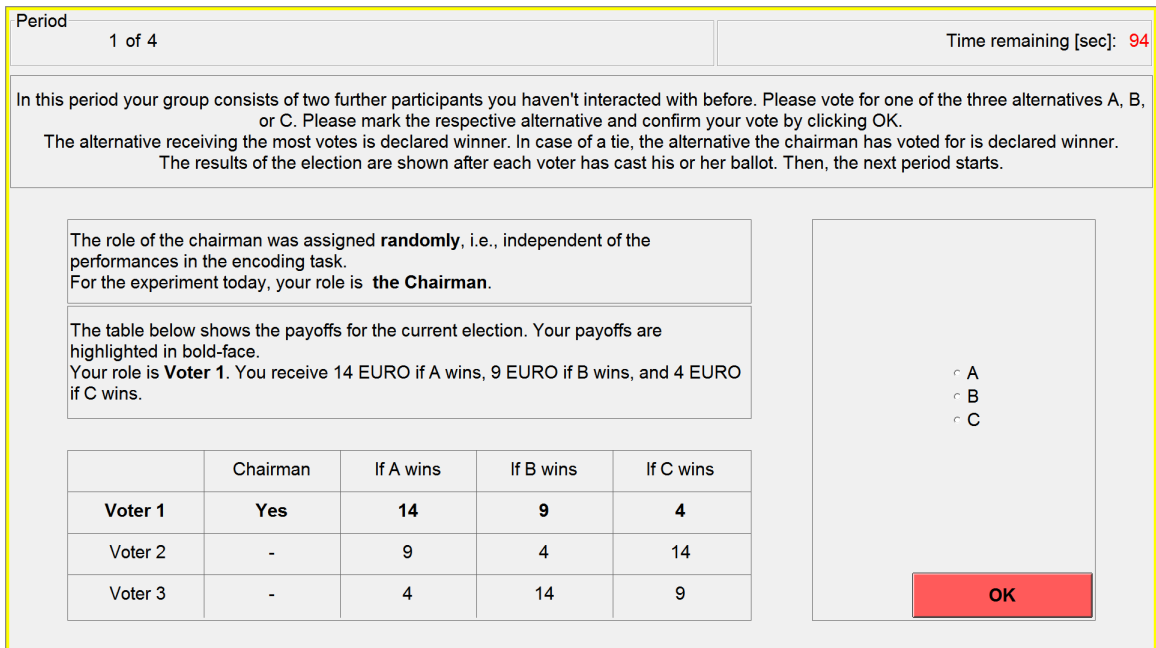 Period
1 of 4
Time remaining [sec]: 94
In this period your group consists of two further participants you haven't interacted with before. Please vote for one of the three alternatives A, B,
or C. Please mark the respective alternative and confirm your vote by clicking OK.
The alternative receiving the most votes is declared winner. In case of a tie, the alternative the chairman has voted for is declared winner.
The results of the election are shown after each voter has cast his or her ballot. Then, the next period starts.
The role of the chairman was assigned randomly, i.e., independent of the
performances in the encoding task.
For the experiment today, your role is the Chairman.
The table below shows the payoffs for the current election. Your payoffs are
highlighted in bold-face.
Your role is Voter 1. You receive 14 EURO if A wins, 9 EURO if B wins, and 4 EURO
if C wins.
A
B
C
Chairman If A wins If B wins If C wins
Voter 1 Yes 14 9 4
Voter 2 - 9 4 14
Voter 3 - 4 14 9
OK